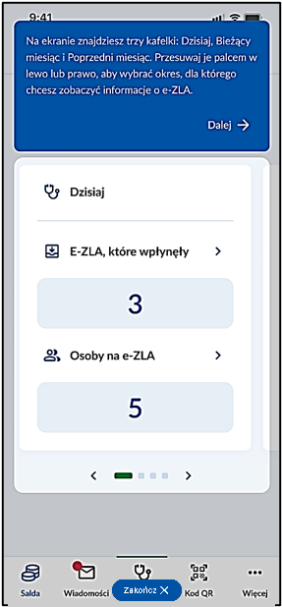 9:41
Na ekranie znajdziesz trzy kafelki: Dzisiaj, Bieżący
miesiąc i Poprzedni miesiąc. Przesuwaj je palcem w
lewo lub prawo, aby wybrać okres, dla którego
chcesz zobaczyć informacje o e-ZLA.
Dalej →
Dzisiaj
E-ZLA, które wpłynęły
3
Osoby na e-ZLA
5
Salda
Wiadomości
Zakończ X
Kod QR
Więcej